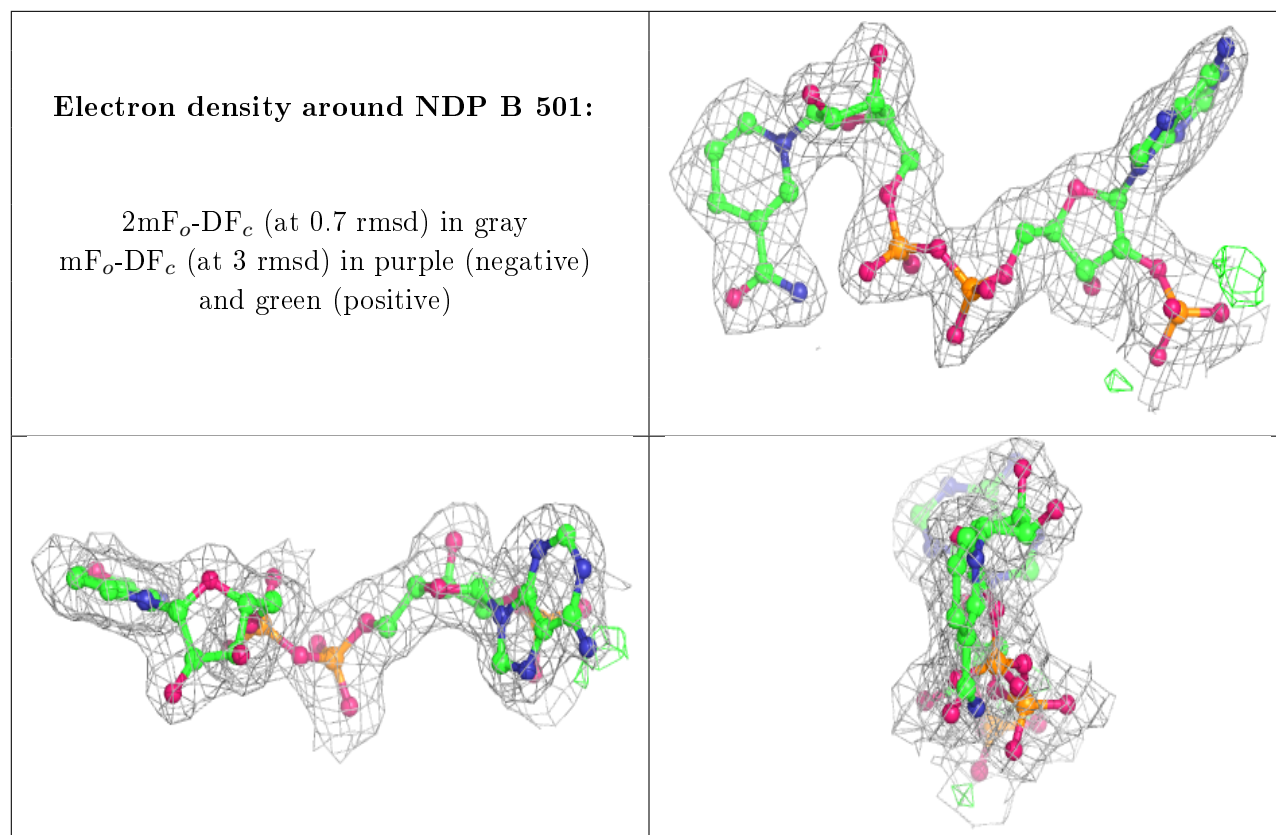 Electron density around NDP B 501:
2mFₒ-DF𝑐 (at 0.7 rmsd) in gray
mFₒ-DF𝑐 (at 3 rmsd) in purple (negative)
and green (positive)